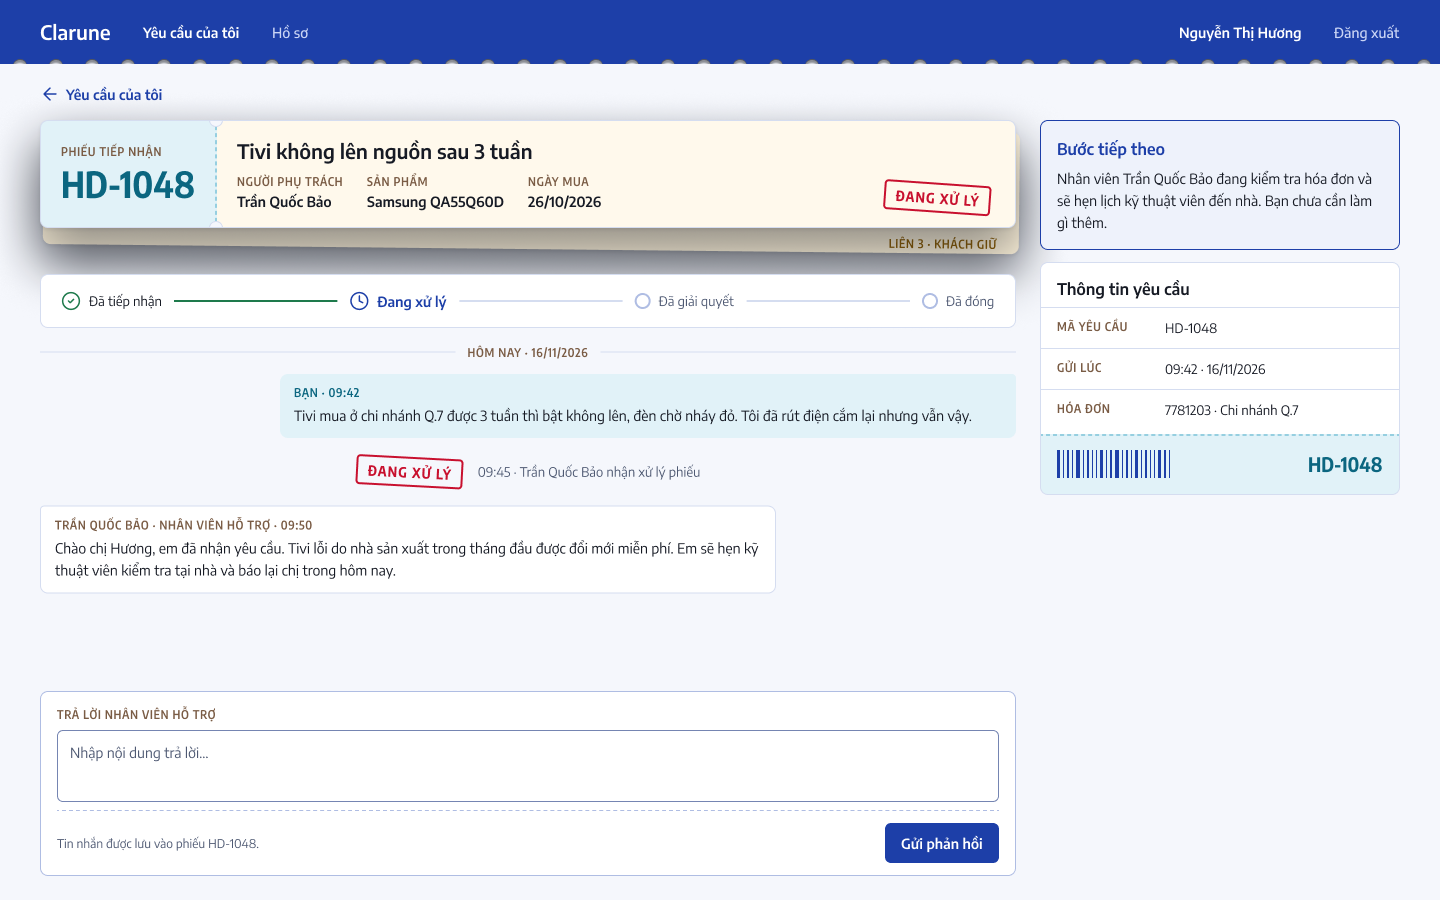 Clarune
Yêu cầu của tôi
Hồ sơ
Nguyễn Thị Hương
Đăng xuất
Yêu cầu của tôi
PHIẾU TIẾP NHẬN
HD-1048
Tivi không lên nguồn sau 3 tuần
NGƯỜI PHỤ TRÁCH
Trần Quốc Bảo
SẢN PHẨM
Samsung QA55Q60D
NGÀY MUA
26/10/2026
ĐANG XỬ LÝ
LIÊN 3 · KHÁCH GIỮ
Đã tiếp nhận
Đang xử lý
Đã giải quyết
Đã đóng
HÔM NAY · 16/11/2026
BẠN · 09:42
Tivi mua ở chi nhánh Q.7 được 3 tuần thì bật không lên, đèn chờ nháy đỏ. Tôi đã rút điện cắm lại nhưng vẫn vậy.
ĐANG XỬ LÝ
09:45 · Trần Quốc Bảo nhận xử lý phiếu
TRẦN QUỐC BẢO · NHÂN VIÊN HỖ TRỢ · 09:50
Chào chị Hương, em đã nhận yêu cầu. Tivi lỗi do nhà sản xuất trong tháng đầu được đổi mới miễn phí. Em sẽ hẹn kỹ
thuật viên kiểm tra tại nhà và báo lại chị trong hôm nay.
TRẢ LỜI NHÂN VIÊN HỖ TRỢ
Nhập nội dung trả lời...
Tin nhắn được lưu vào phiếu HD-1048.
Gửi phản hồi
Bước tiếp theo
Nhân viên Trần Quốc Bảo đang kiểm tra hóa đơn và
sẽ hẹn lịch kỹ thuật viên đến nhà. Bạn chưa cần làm
gì thêm.
Thông tin yêu cầu
MÃ YÊU CẦU
HD-1048
GỬI LÚC
09:42 · 16/11/2026
HÓA ĐƠN
7781203 · Chi nhánh Q.7
HD-1048